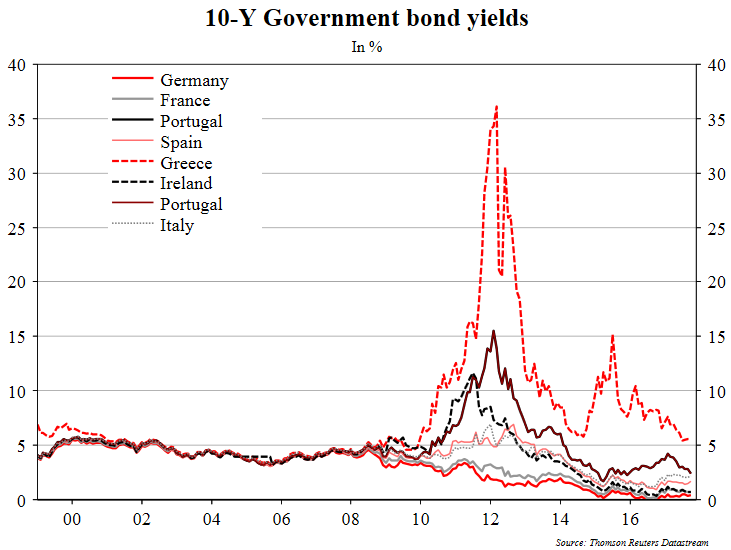 10-Y Government bond yields
In %
40 40
35 35
30 30
25 25
20 20
15 15
10 10
5 5
0 0
Germany
France
Portugal
Spain
Greece
Ireland
Portugal
Italy
00 02 04 06 08 10 12 14 16
Source: Thomson Reuters Datastream